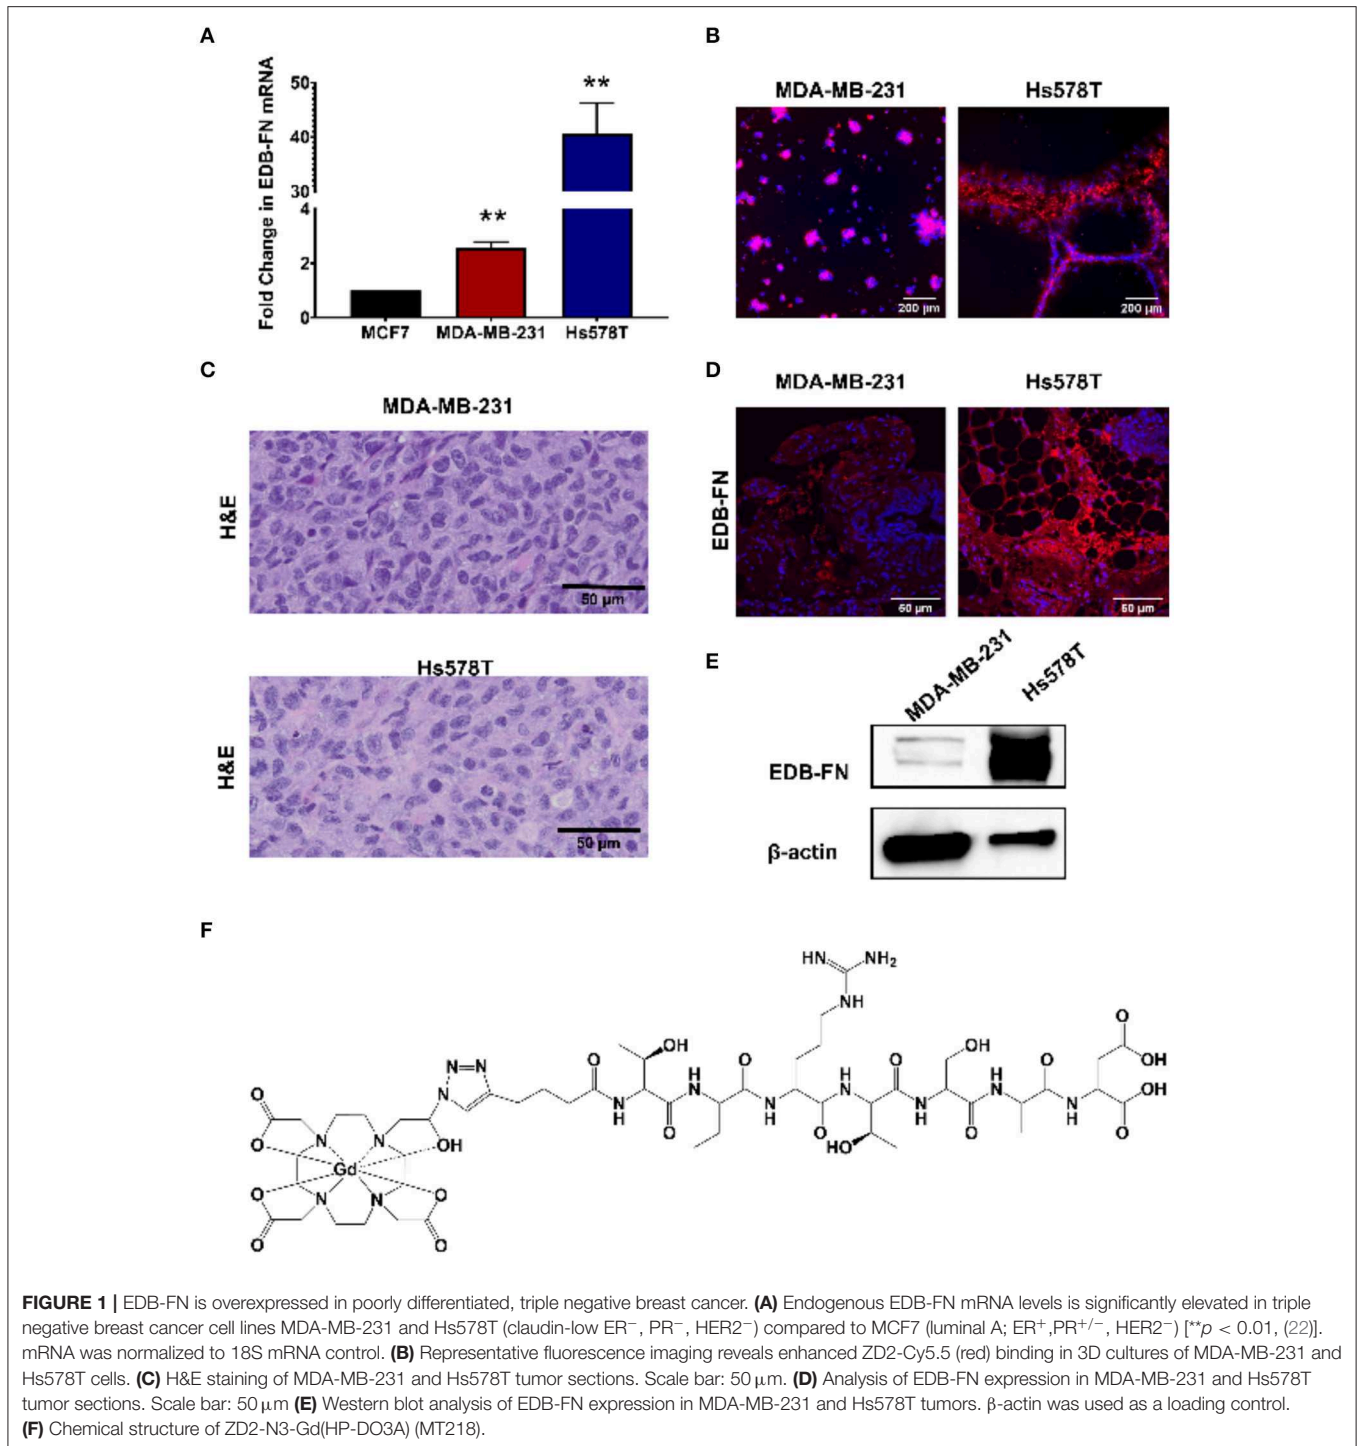 A
Fold Change in EDB-FN mRNA
50
40
30
4
2
0
**
**
MCF7
MDA-MB-231
Hs578T
B
MDA-MB-231
Hs578T
200 µm
200 µm
C
MDA-MB-231
H&E
50 µm
Hs578T
H&E
50 µm
D
MDA-MB-231
Hs578T
EDB-FN
50 µm
50 µm
E
MDA-MB-231
Hs578T
EDB-FN
β-actin
F
HN
NH2
NH
OH
O
H
N
O
H
N
O
OH
H
N
O
O
OH
OH
N=N
N
O
N
H
O
N
H
O
HO
N
H
O
N
H
O
O
O
N
N
OH
Gd
O
N
N
O
O
O
FIGURE 1 | EDB-FN is overexpressed in poorly differentiated, triple negative breast cancer. (A) Endogenous EDB-FN mRNA levels is significantly elevated in triple
negative breast cancer cell lines MDA-MB-231 and Hs578T (claudin-low ER−, PR−, HER2−) compared to MCF7 (luminal A; ER+,PR+/−, HER2−) [**p < 0.01, (22)].
mRNA was normalized to 18S mRNA control. (B) Representative fluorescence imaging reveals enhanced ZD2-Cy5.5 (red) binding in 3D cultures of MDA-MB-231 and
Hs578T cells. (C) H&E staining of MDA-MB-231 and Hs578T tumor sections. Scale bar: 50 µm. (D) Analysis of EDB-FN expression in MDA-MB-231 and Hs578T
tumor sections. Scale bar: 50 µm (E) Western blot analysis of EDB-FN expression in MDA-MB-231 and Hs578T tumors. β-actin was used as a loading control.
(F) Chemical structure of ZD2-N3-Gd(HP-DO3A) (MT218).